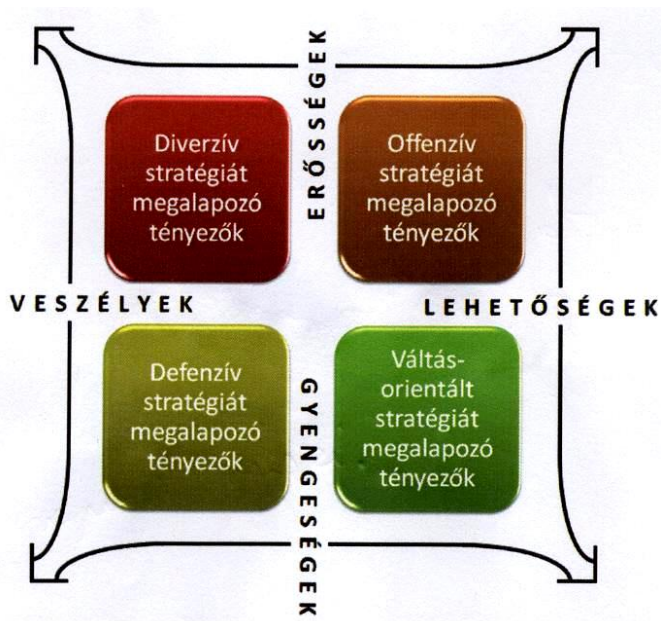 ERŐSSÉGEK
Diverzív
stratégiát
megalapozó
tényezők
Offenzív
stratégiát
megalapozó
tényezők
VESZÉLYEK
LEHETŐSÉGEK
Defenzív
stratégiát
megalapozó
tényezők
GYENGESÉGEK
Váltás-
orientált
stratégiát
megalapozó
tényezők